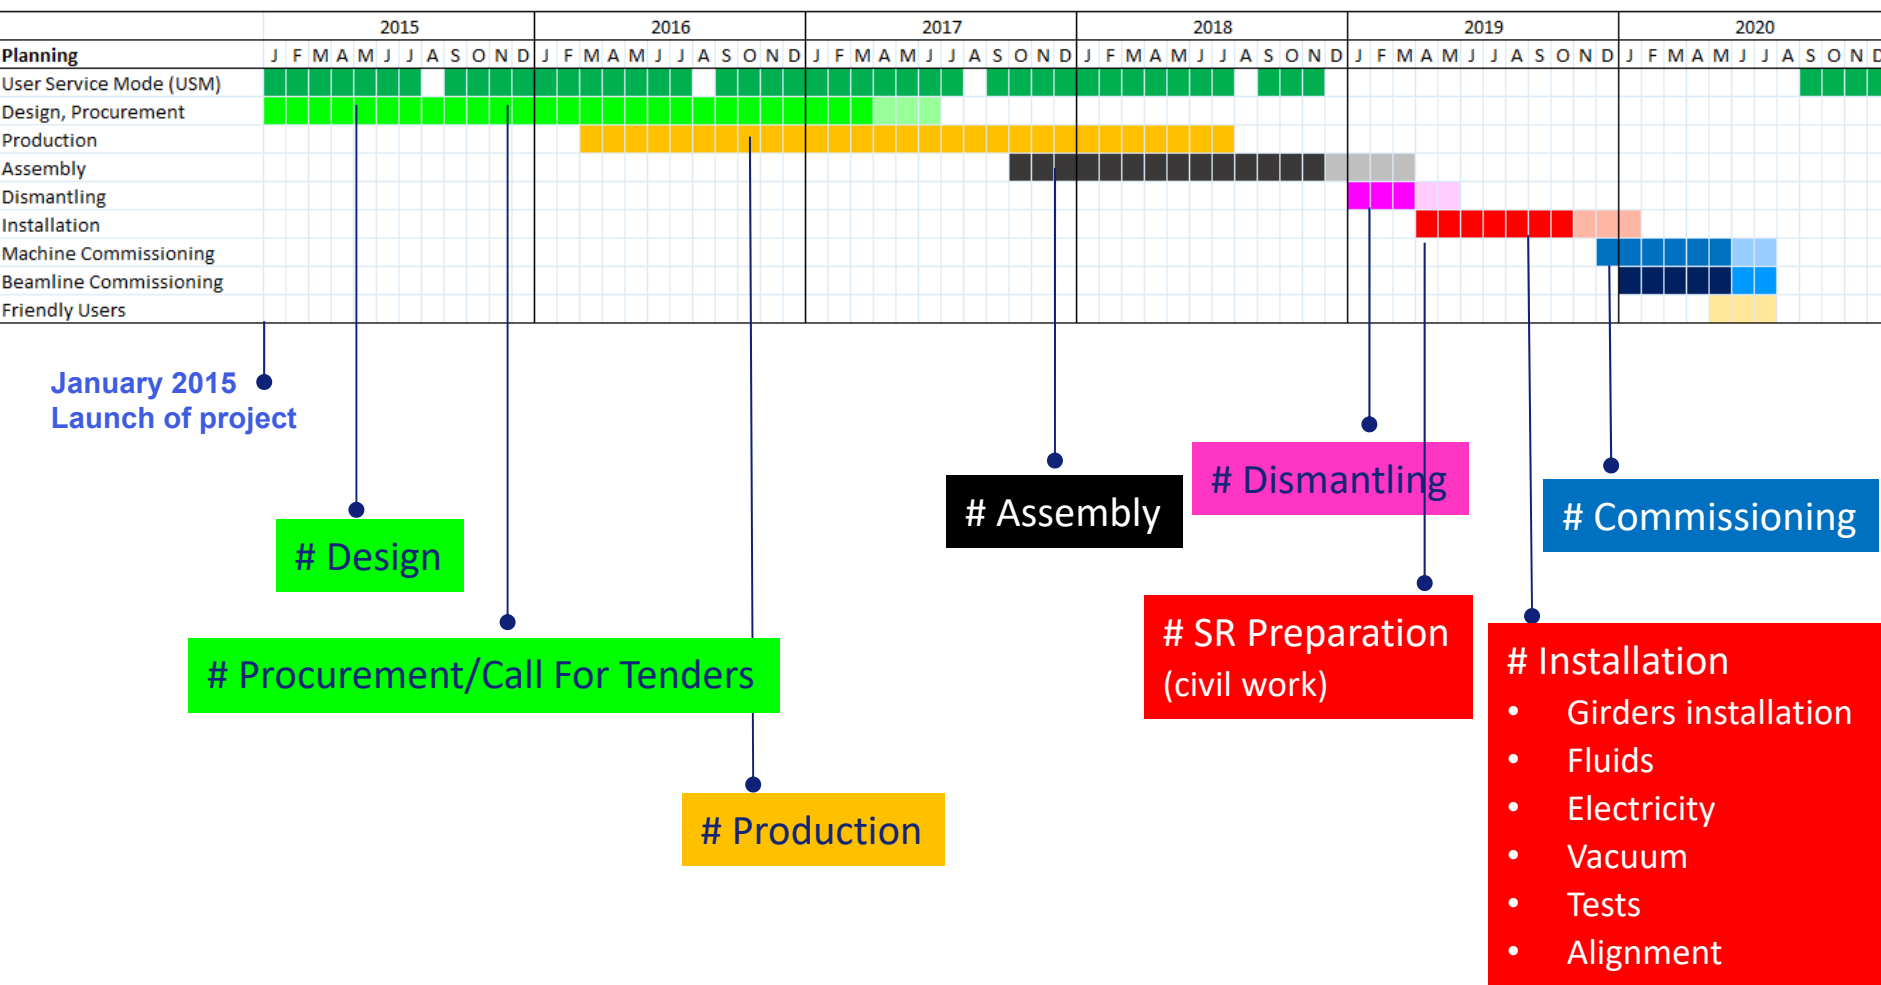 2015 2016 2017 2018 2019 2020
Planning J F M A M J J A S O N D J F M A M J J A S O N D J F M A M J J A S O N D J F M A M J J A S O N D J F M A M J J A S O N D J F M A M J J A S O N D
User Service Mode (USM)
Design, Procurement
Production
Assembly
Dismantling
Installation
Machine Commissioning
Beamline Commissioning
Friendly Users
January 2015
Launch of project
# Dismantling
# Assembly
# Commissioning
# Design
# SR Preparation
(civil work)
# Procurement/Call For Tenders
# Installation
• Girders installation
• Fluids
• Electricity
# Production
• Vacuum
• Tests
• Alignment